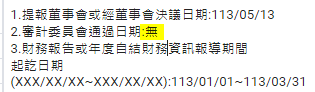 1.提報董事會或經董事會決議日期:113/05/13
2.審計委員會通過日期:無
3.財務報告或年度自結財務資訊報導期間
起訖日期
(XXX/XX/XX~XXX/XX/XX):113/01/01~113/03/31